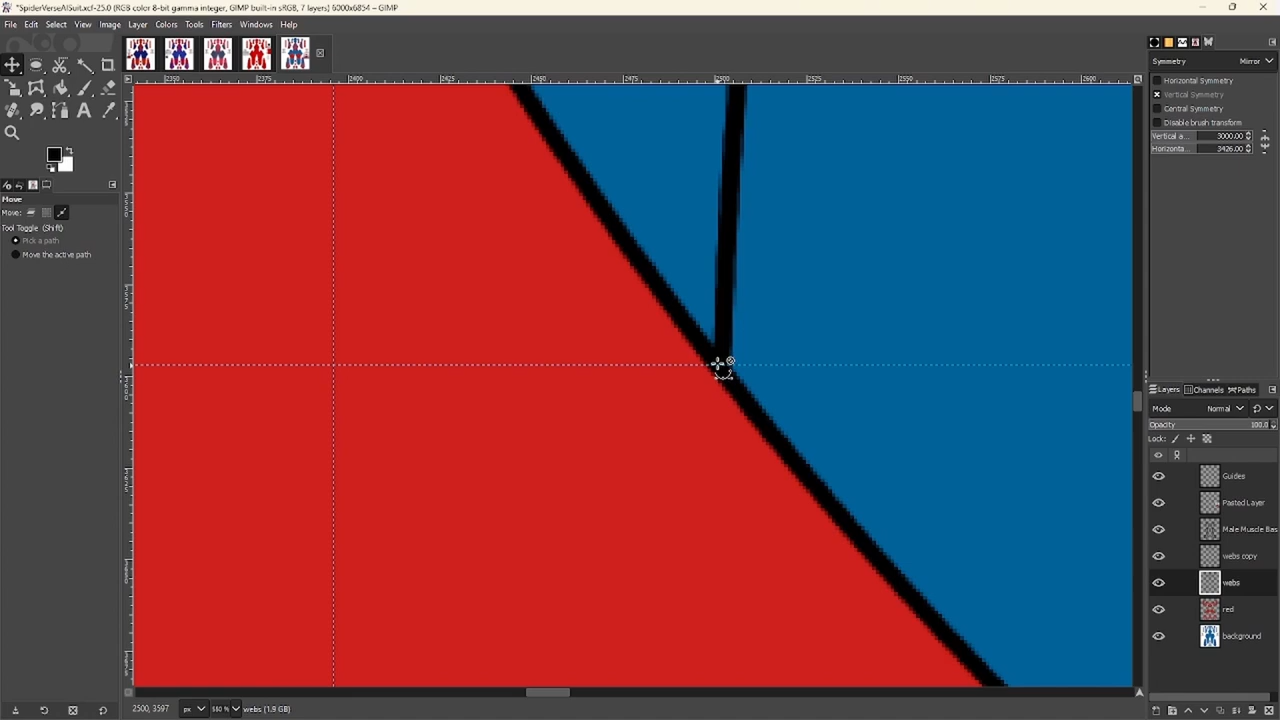 *SpiderVerseAISuit.xcf-25.0 (RGB color 8-bit gamma integer, GIMP built-in sRGB, 7 layers) 6000x6854 – GIMP
File Edit Select View Image Layer Colors Tools Filters Windows Help
Symmetry Mirror
Horizontal Symmetry
Vertical Symmetry
Central Symmetry
Disable brush transform
Vertical a... 3000.00
Horizonta... 3426.00
2350 2375 2400 2425 2450 2475 2500 2525 2550 2575 2600
Move
Move:
Tool Toggle (Shift)
Pick a path
Move the active path
Layers Channels Paths
Mode Normal
Opacity 100.0
Lock:
Guides
Pasted Layer
Male Muscle Bas
webs copy
webs
red
background
2500, 3597 px 550 % webs (1.9 GB)